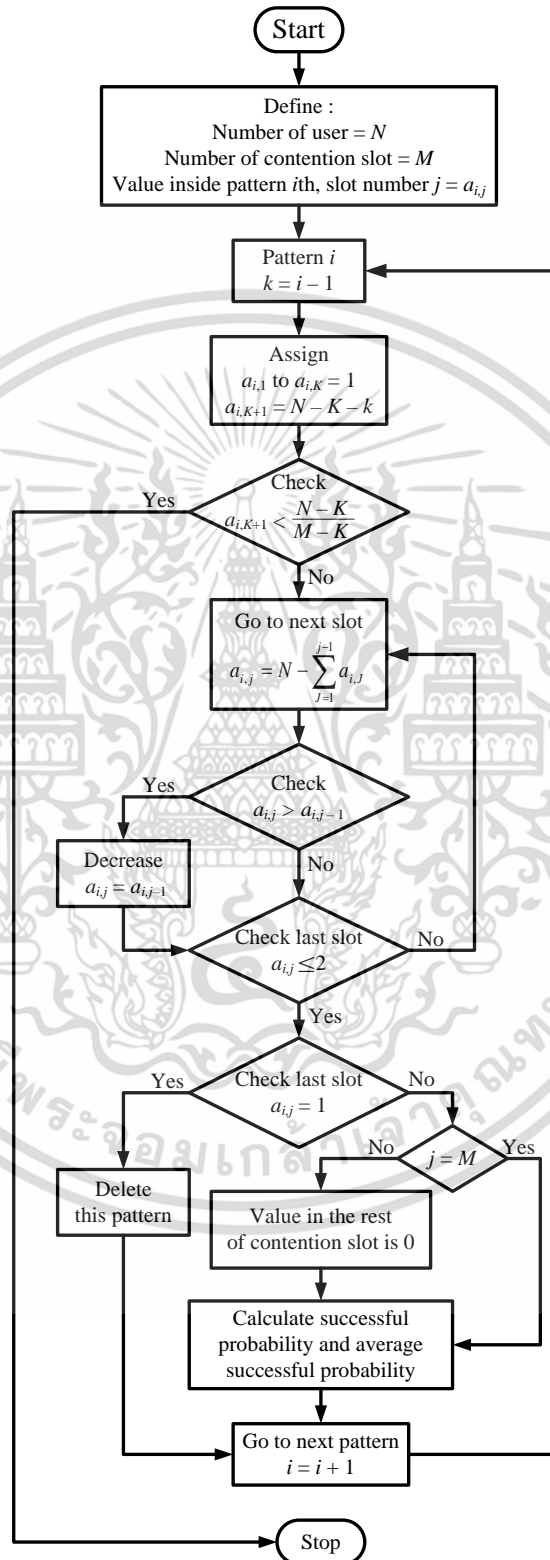 Start
Define :
Number of user = N
Number of contention slot = M
Value inside pattern ith, slot number j = a_{i,j}
Pattern i
k = i – 1
Assign
a_{i,1} to a_{i,K} = 1
a_{i,K+1} = N – K – k
Check
a_{i,K+1} < \frac{N – K}{M – K}
Yes
No
Go to next slot
a_{i,j} = N – \sum_{J=1}^{j–1} a_{i,J}
Check
a_{i,j} > a_{i,j – 1}
Yes
No
Decrease
a_{i,j} = a_{i,j–1}
Check last slot
a_{i,j} ≤2
No
Yes
Check last slot
a_{i,j} = 1
Yes
No
j = M
No
Yes
Delete
this pattern
Value in the rest
of contention slot is 0
Calculate successful
probability and average
successful probability
Go to next pattern
i = i + 1
Stop